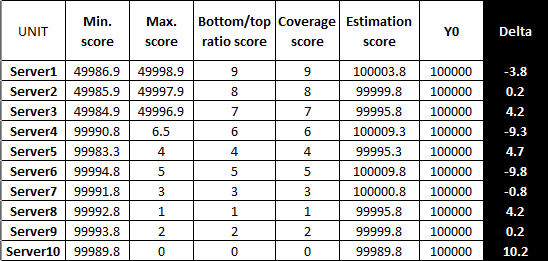 UNIT Min. score Max. score Bottom/top ratio score Coverage score Estimation score Y0 Delta
Server1 49986.9 49998.9 9 9 100003.8 100000 -3.8
Server2 49985.9 49997.9 8 8 99999.8 100000 0.2
Server3 49984.9 49996.9 7 7 99995.8 100000 4.2
Server4 99990.8 6.5 6 6 100009.3 100000 -9.3
Server5 99983.3 4 4 4 99995.3 100000 4.7
Server6 99994.8 5 5 5 100009.8 100000 -9.8
Server7 99991.8 3 3 3 100000.8 100000 -0.8
Server8 99992.8 1 1 1 99995.8 100000 4.2
Server9 99993.8 2 2 2 99999.8 100000 0.2
Server10 99989.8 0 0 0 99989.8 100000 10.2